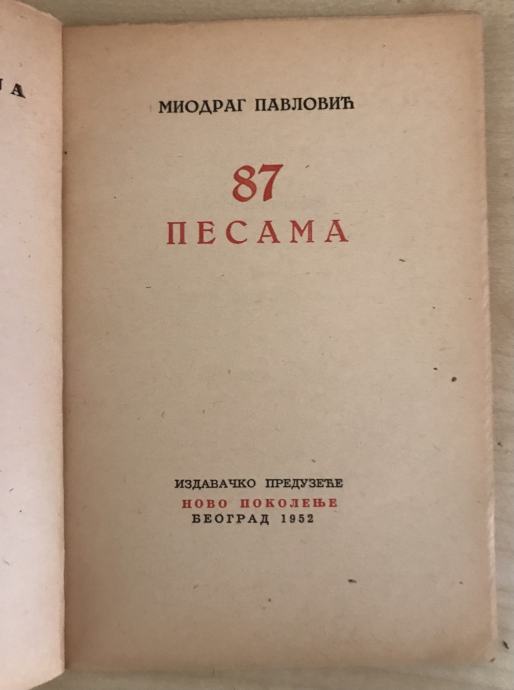 МИОДРАГ ПАВЛОВИЋ
87
ПЕСАМА
ИЗДАВАЧКО ПРЕДУЗЕЋЕ
НОВО ПОКОЛЕЊЕ
БЕОГРАД 1952